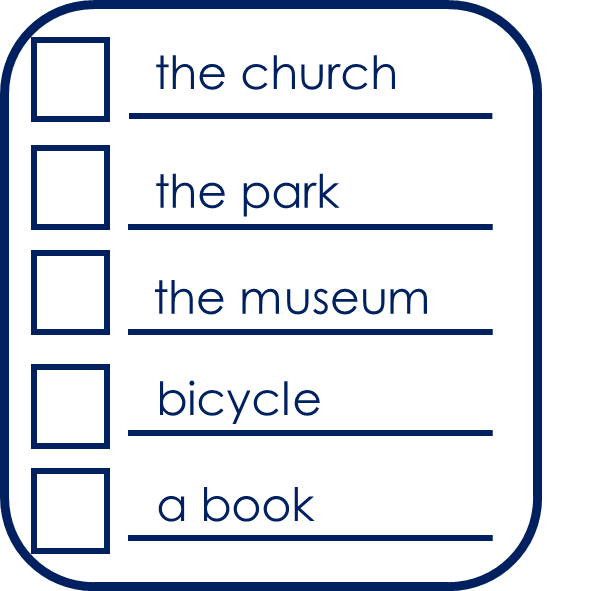 the church
the park
the museum
bicycle
a book